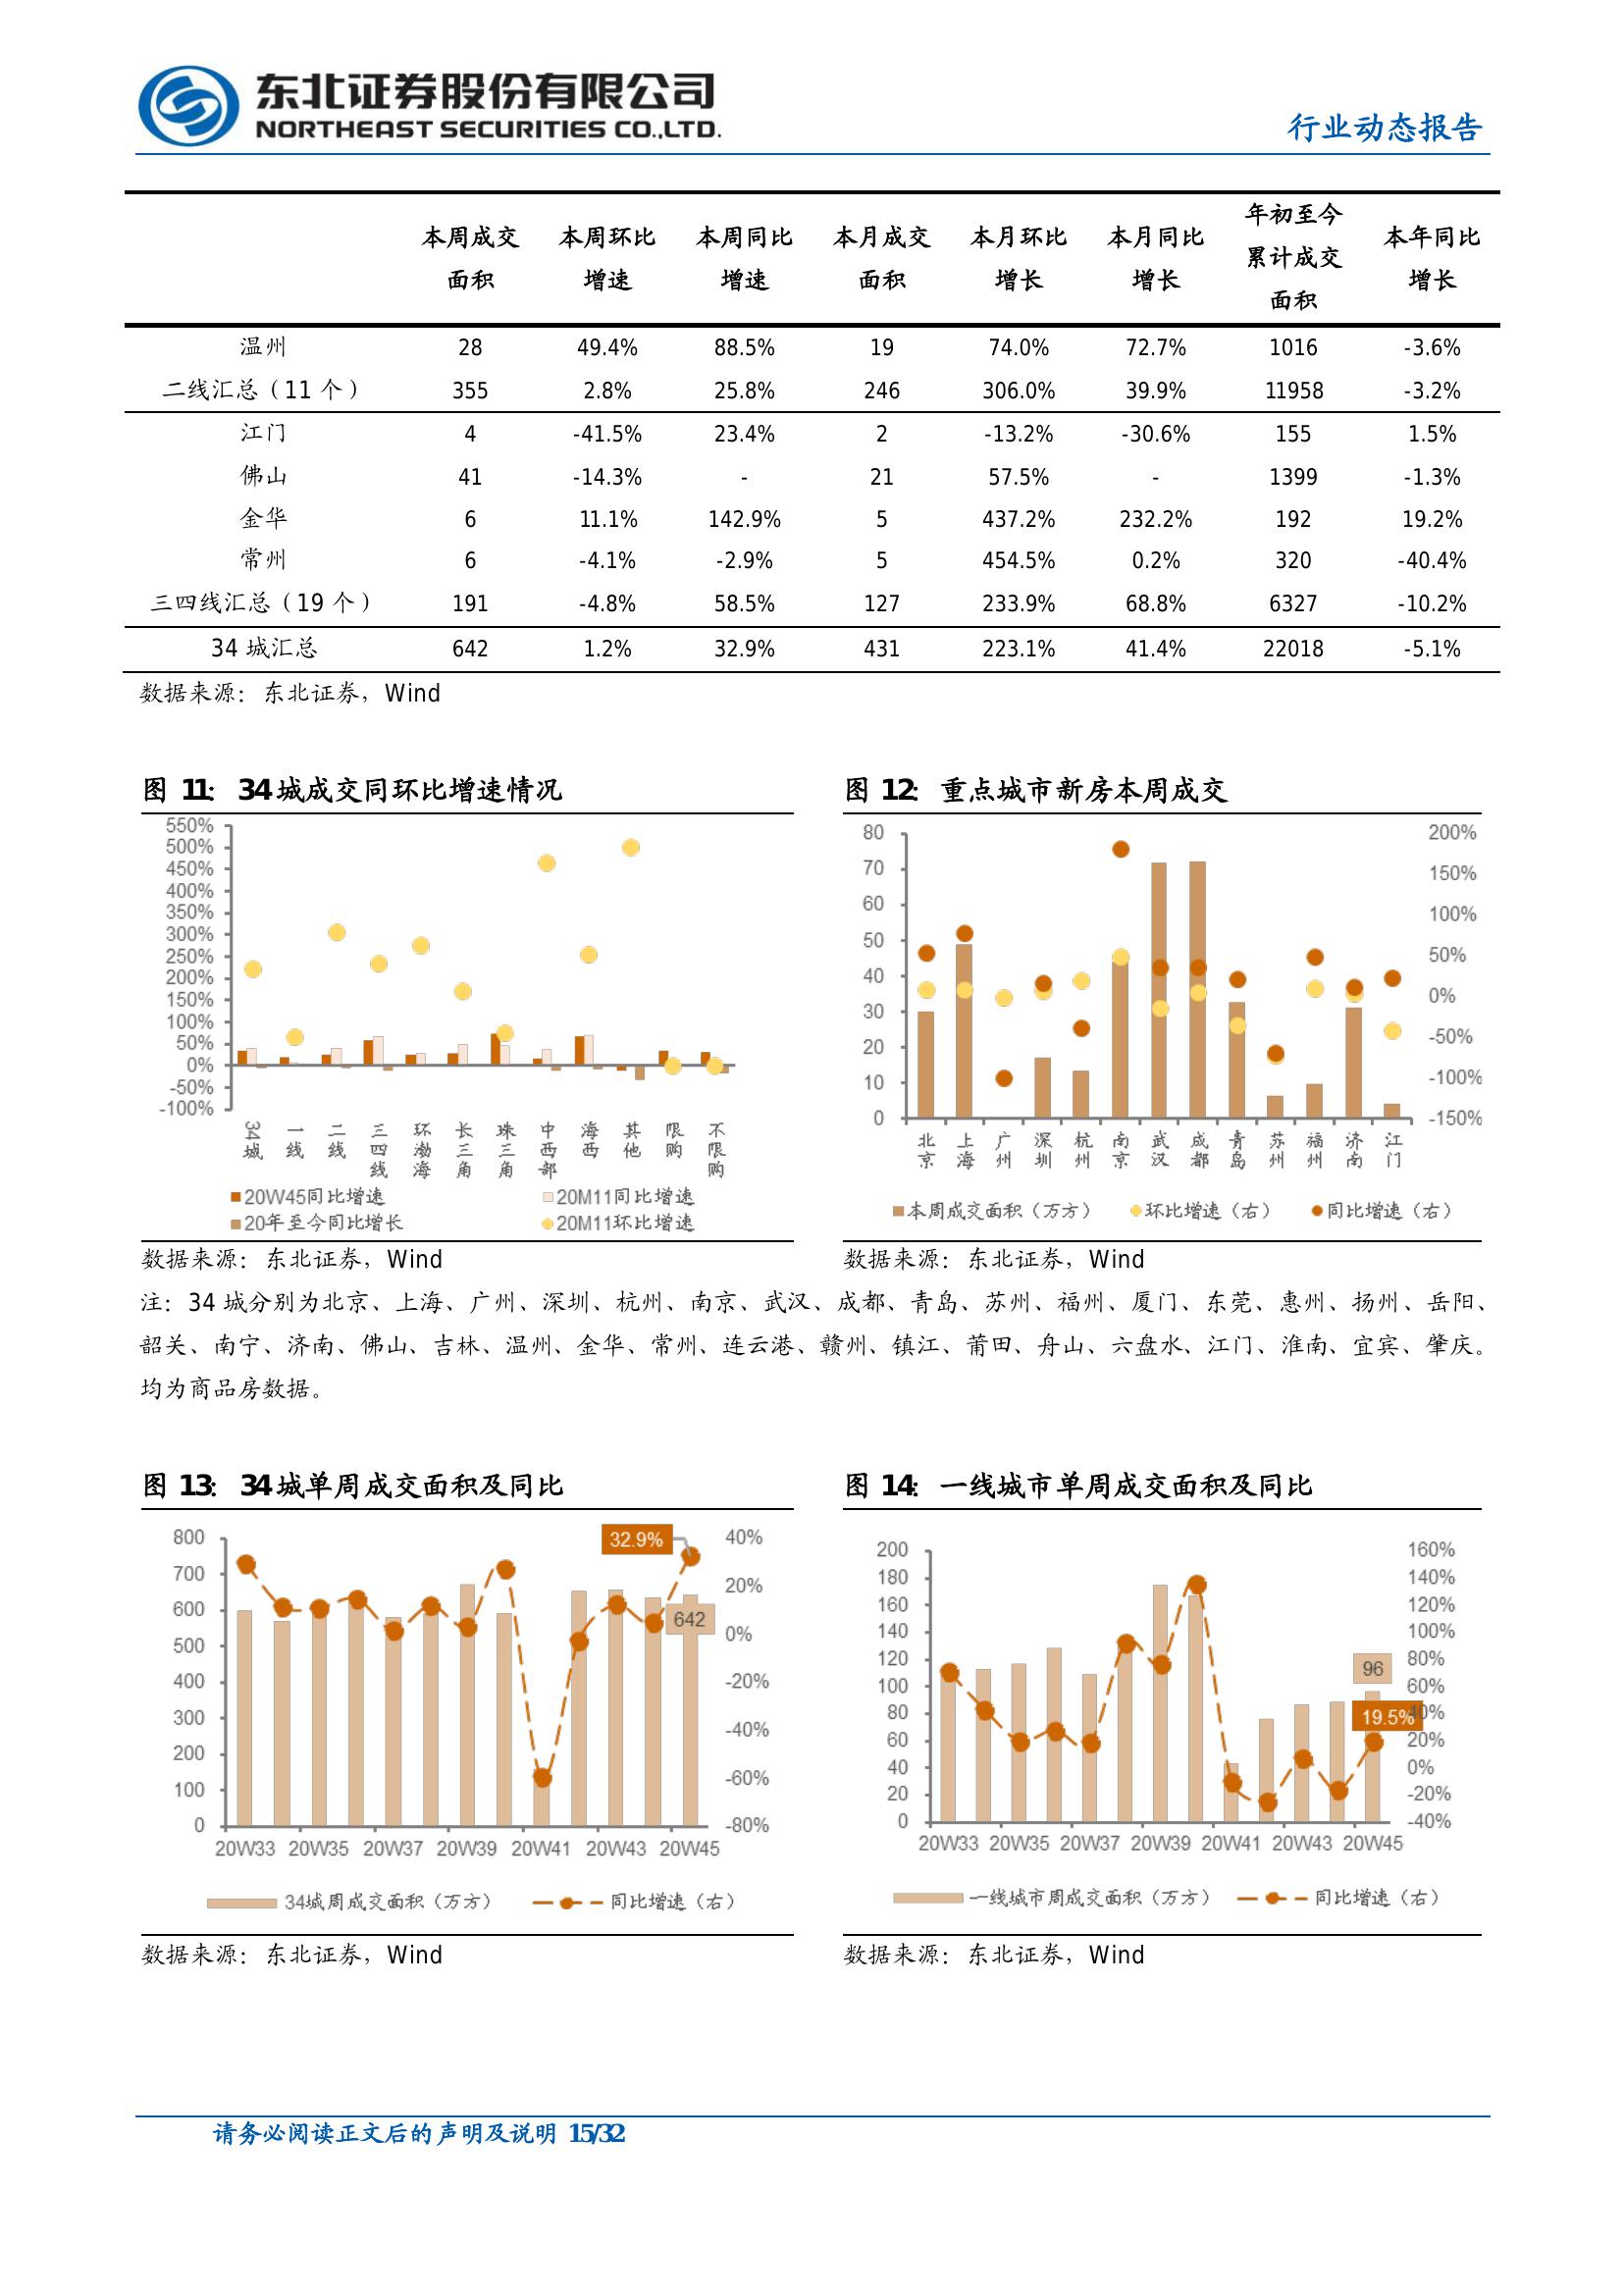 东北证券股份有限公司
NORTHEAST SECURITIES CO.,LTD.
行业动态报告
本周成交面积 本周环比增速 本周同比增速 本月成交面积 本月环比增长 本月同比增长 年初至今累计成交面积 本年同比增长
温州 28 49.4% 88.5% 19 74.0% 72.7% 1016 -3.6%
二线汇总（11 个） 355 2.8% 25.8% 246 306.0% 39.9% 11958 -3.2%
江门 4 -41.5% 23.4% 2 -13.2% -30.6% 155 1.5%
佛山 41 -14.3% - 21 57.5% - 1399 -1.3%
金华 6 11.1% 142.9% 5 437.2% 232.2% 192 19.2%
常州 6 -4.1% -2.9% 5 454.5% 0.2% 320 -40.4%
三四线汇总（19 个） 191 -4.8% 58.5% 127 233.9% 68.8% 6327 -10.2%
34 城汇总 642 1.2% 32.9% 431 223.1% 41.4% 22018 -5.1%
数据来源：东北证券，Wind
图 11：34 城成交同环比增速情况
550%
500%
450%
400%
350%
300%
250%
200%
150%
100%
50%
0%
-50%
-100%
34城 一线 二线 三四线 环渤海 长三角 珠三角 中西部 海西 其他 限购 不限购
20W45同比增速 20M11同比增速
20年至今同比增长 20M11环比增速
数据来源：东北证券，Wind
图 12：重点城市新房本周成交
80
70
60
50
40
30
20
10
0
200%
150%
100%
50%
0%
-50%
-100%
-150%
北京 上海 广州 深圳 杭州 南京 武汉 成都 青岛 苏州 福州 济南 江门
本周成交面积（万方） 环比增速（右） 同比增速（右）
数据来源：东北证券，Wind
注：34 城分别为北京、上海、广州、深圳、杭州、南京、武汉、成都、青岛、苏州、福州、厦门、东莞、惠州、扬州、岳阳、
韶关、南宁、济南、佛山、吉林、温州、金华、常州、连云港、赣州、镇江、莆田、舟山、六盘水、江门、淮南、宜宾、肇庆。
均为商品房数据。
图 13：34 城单周成交面积及同比
800
700
600
500
400
300
200
100
0
40%
20%
0%
-20%
-40%
-60%
-80%
32.9%
642
20W33 20W35 20W37 20W39 20W41 20W43 20W45
34城周成交面积（万方） 同比增速（右）
数据来源：东北证券，Wind
图 14：一线城市单周成交面积及同比
200
180
160
140
120
100
80
60
40
20
0
160%
140%
120%
100%
80%
60%
40%
20%
0%
-20%
-40%
96
19.5%
20W33 20W35 20W37 20W39 20W41 20W43 20W45
一线城市周成交面积（万方） 同比增速（右）
数据来源：东北证券，Wind
请务必阅读正文后的声明及说明 15/32